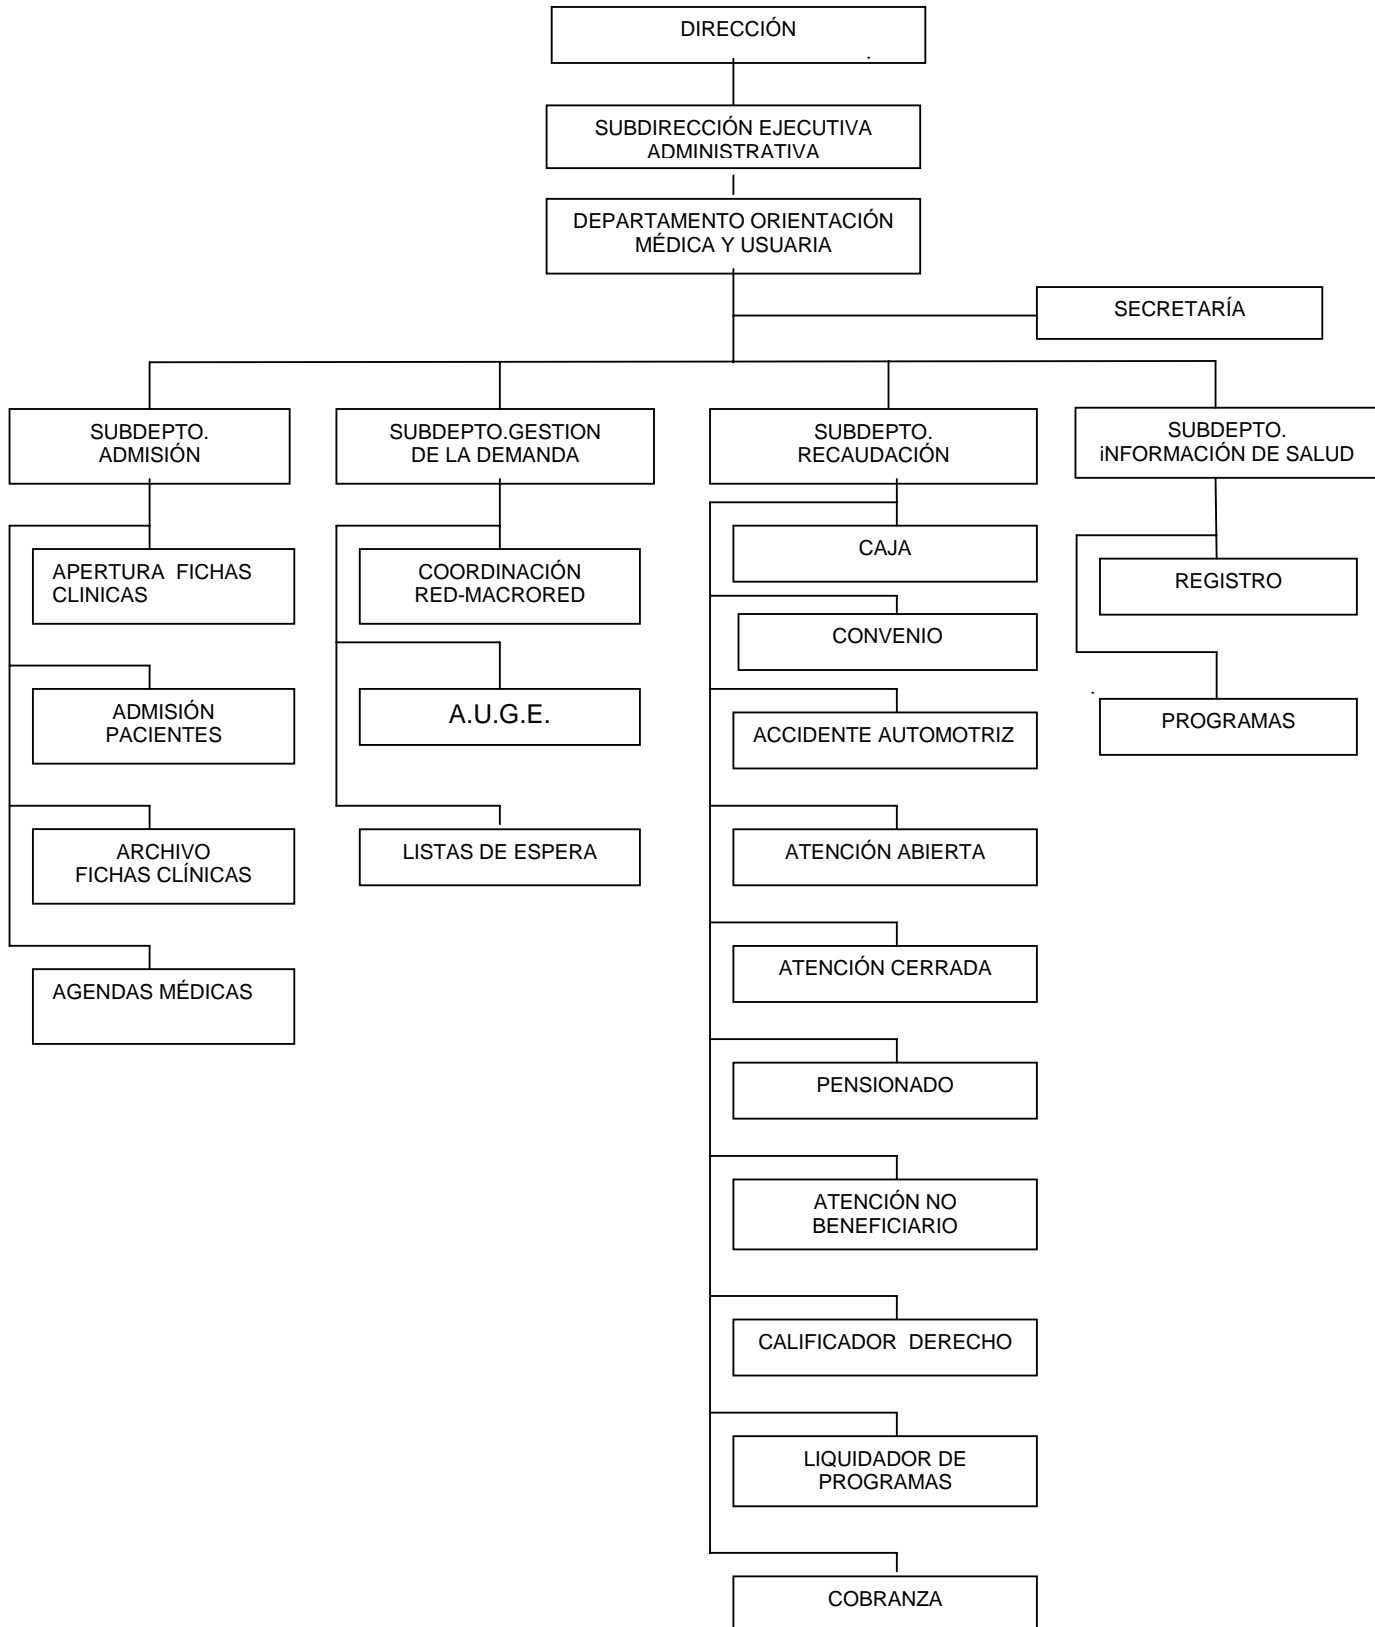 DIRECCIÓN
SUBDIRECCIÓN EJECUTIVA
ADMINISTRATIVA
DEPARTAMENTO ORIENTACIÓN
MÉDICA Y USUARIA
SECRETARÍA
SUBDEPTO.
ADMISIÓN
APERTURA FICHAS
CLINICAS
ADMISIÓN
PACIENTES
ARCHIVO
FICHAS CLÍNICAS
AGENDAS MÉDICAS
SUBDEPTO.GESTION
DE LA DEMANDA
COORDINACIÓN
RED-MACRORED
A.U.G.E.
LISTAS DE ESPERA
SUBDEPTO.
RECAUDACIÓN
CAJA
CONVENIO
ACCIDENTE AUTOMOTRIZ
ATENCIÓN ABIERTA
ATENCIÓN CERRADA
PENSIONADO
ATENCIÓN NO
BENEFICIARIO
CALIFICADOR DERECHO
LIQUIDADOR DE
PROGRAMAS
COBRANZA
SUBDEPTO.
iNFORMACIÓN DE SALUD
REGISTRO
PROGRAMAS